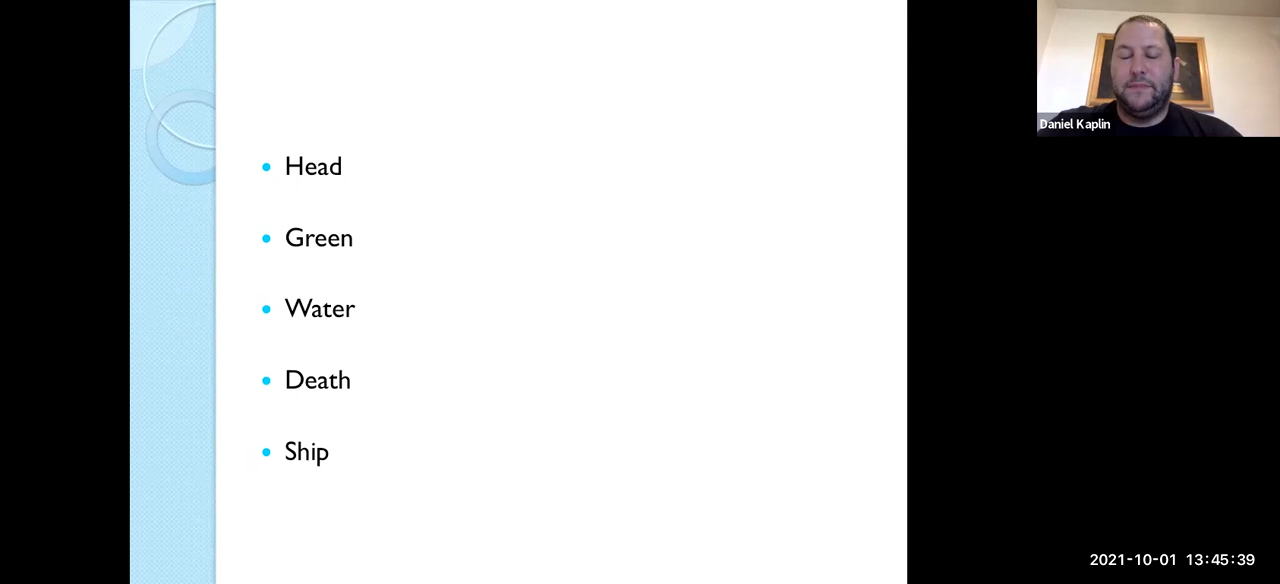 Head
Green
Water
Death
Ship
Daniel Kaplin
2021-10-01 13:45:39